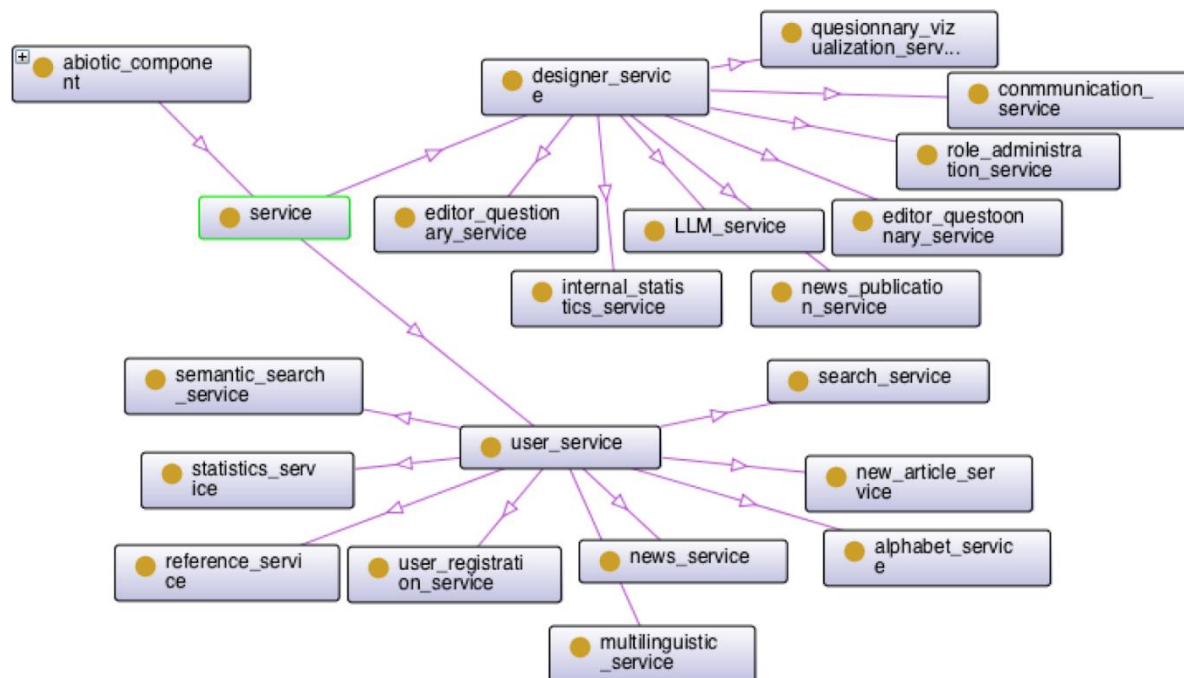 quesionnary_viz
ualization_serv...
abiotic_compone
nt
designer_servic
e
conmmunication_
service
role_administra
tion_service
service
editor_question
ary_service
LLM_service
editor_questoon
nary_service
internal_statis
tics_service
news_publicatio
n_service
semantic_search
_service
search_service
user_service
statistics_serv
ice
new_article_ser
vice
reference_servi
ce
user_registrati
on_service
news_service
alphabet_servic
e
multilinguistic
_service